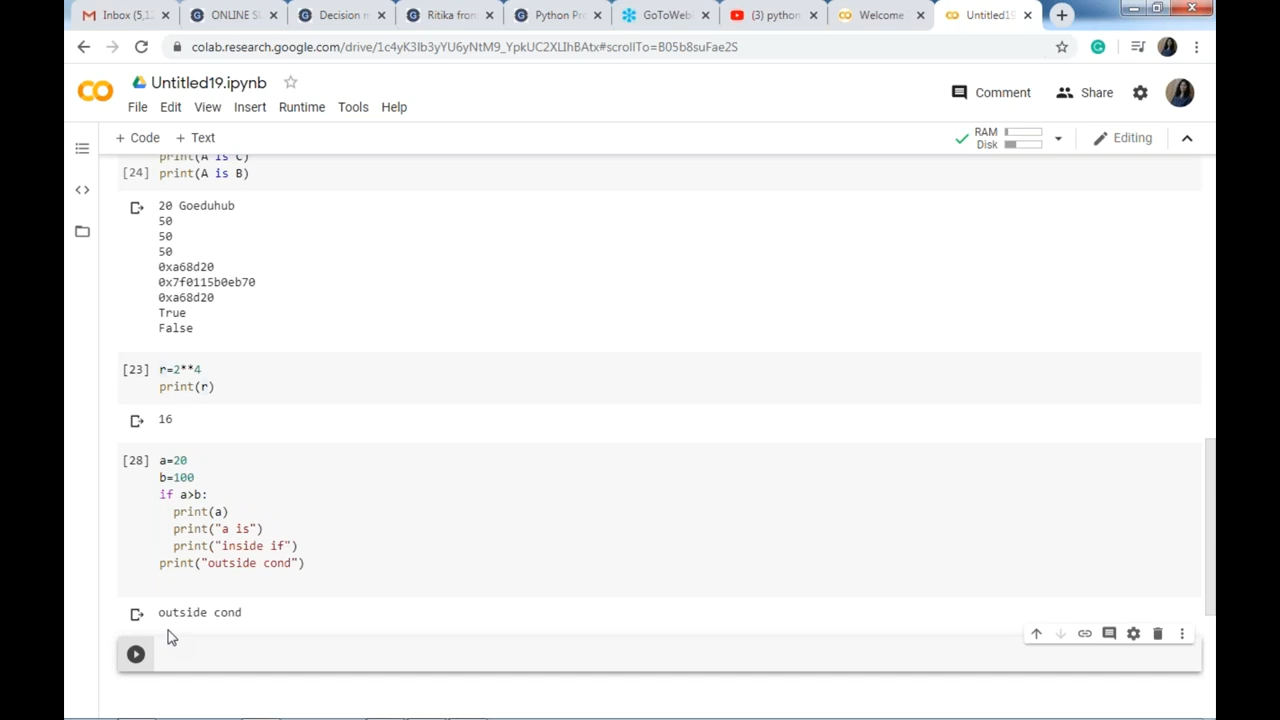 Inbox (5,1
ONLINE S
Decision
Ritika from
Python Pr
GoToWeb
(3) python
Welcome
Untitled19
colab.research.google.com/drive/1c4yK3Ib3yYU6yNtM9_YpkUC2XLIhBAtx#scrollTo=B05b8suFae2S
Untitled19.ipynb
Comment
Share
File Edit View Insert Runtime Tools Help
+ Code + Text
RAM
Disk
Editing
print(A is C)
[24] print(A is B)
20 Goeduhub
50
50
50
0xa68d20
0x7f0115b0eb70
0xa68d20
True
False
[23] r=2**4
print(r)
16
[28] a=20
b=100
if a>b:
print(a)
print("a is")
print("inside if")
print("outside cond")
outside cond